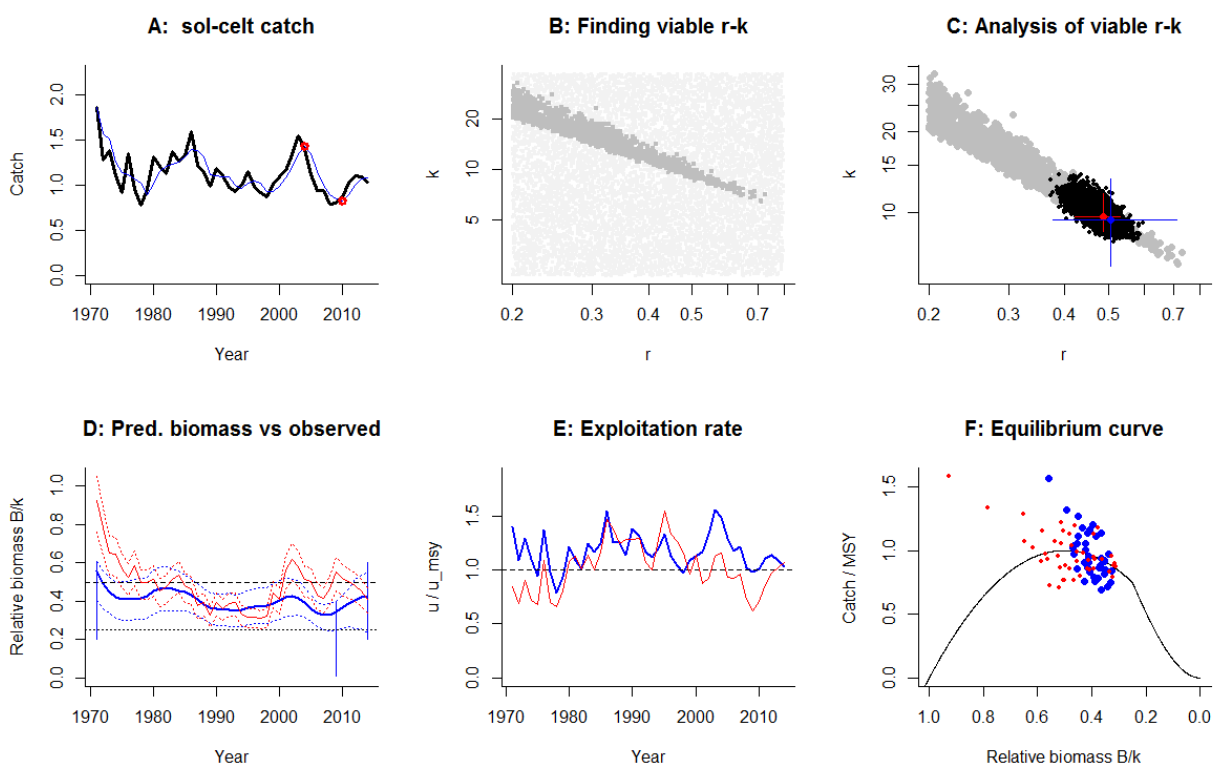 A:  sol-celt catch
Catch
0.0 0.5 1.0 1.5 2.0
1970 1980 1990 2000 2010
Year
B: Finding viable r-k
k
5 10 20
0.2 0.3 0.4 0.5 0.7
r
C: Analysis of viable r-k
k
10 15 20 30
0.2 0.3 0.4 0.5 0.7
r
D: Pred. biomass vs observed
Relative biomass B/k
0.0 0.2 0.4 0.6 0.8 1.0
1970 1980 1990 2000 2010
Year
E: Exploitation rate
u / u_msy
0.0 0.5 1.0 1.5
1970 1980 1990 2000 2010
Year
F: Equilibrium curve
Catch / MSY
0.0 0.5 1.0 1.5
1.0 0.8 0.6 0.4 0.2 0.0
Relative biomass B/k